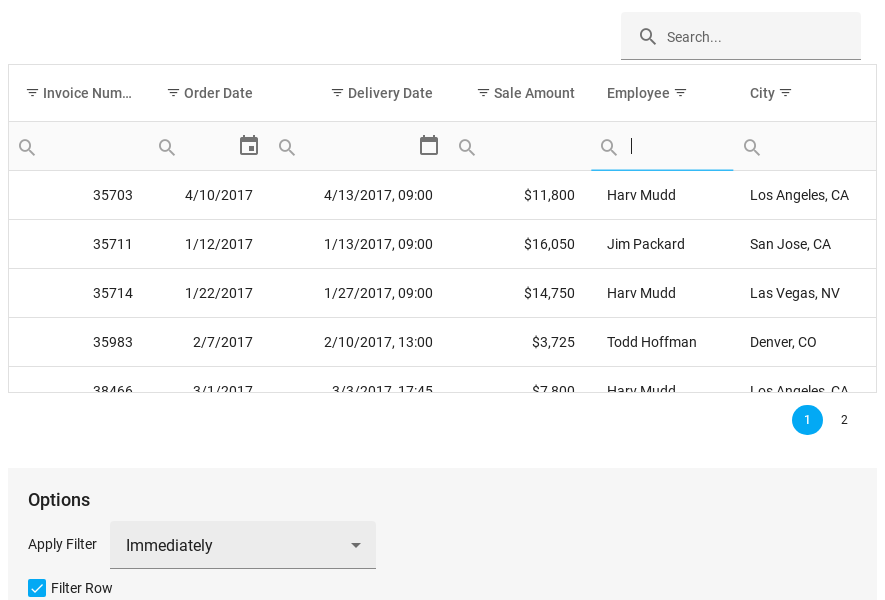 Search...
Invoice Num... Order Date Delivery Date Sale Amount Employee City
35703 4/10/2017 4/13/2017, 09:00 $11,800 Harv Mudd Los Angeles, CA
35711 1/12/2017 1/13/2017, 09:00 $16,050 Jim Packard San Jose, CA
35714 1/22/2017 1/27/2017, 09:00 $14,750 Harv Mudd Las Vegas, NV
35983 2/7/2017 2/10/2017, 13:00 $3,725 Todd Hoffman Denver, CO
38466 3/1/2017 3/3/2017, 17:45 $7,800 Harv Mudd Los Angeles, CA
1 2
Options
Apply Filter Immediately
Filter Row